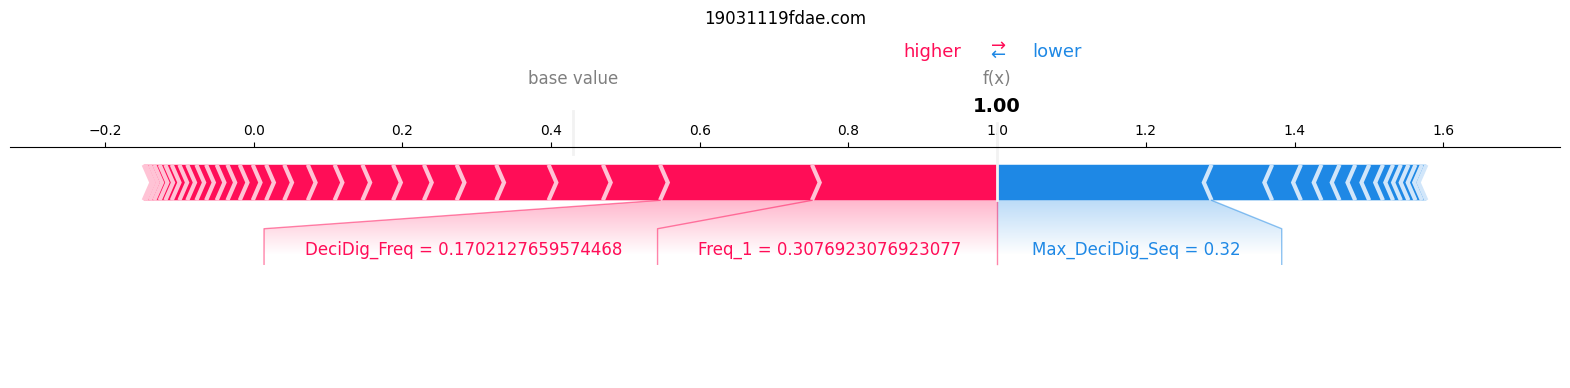 19031119fdae.com
higher → ← lower
base value f(x)
1.00
−0.2 0.0 0.2 0.4 0.6 0.8 1.0 1.2 1.4 1.6
DeciDig_Freq = 0.1702127659574468 Freq_1 = 0.3076923076923077 Max_DeciDig_Seq = 0.32